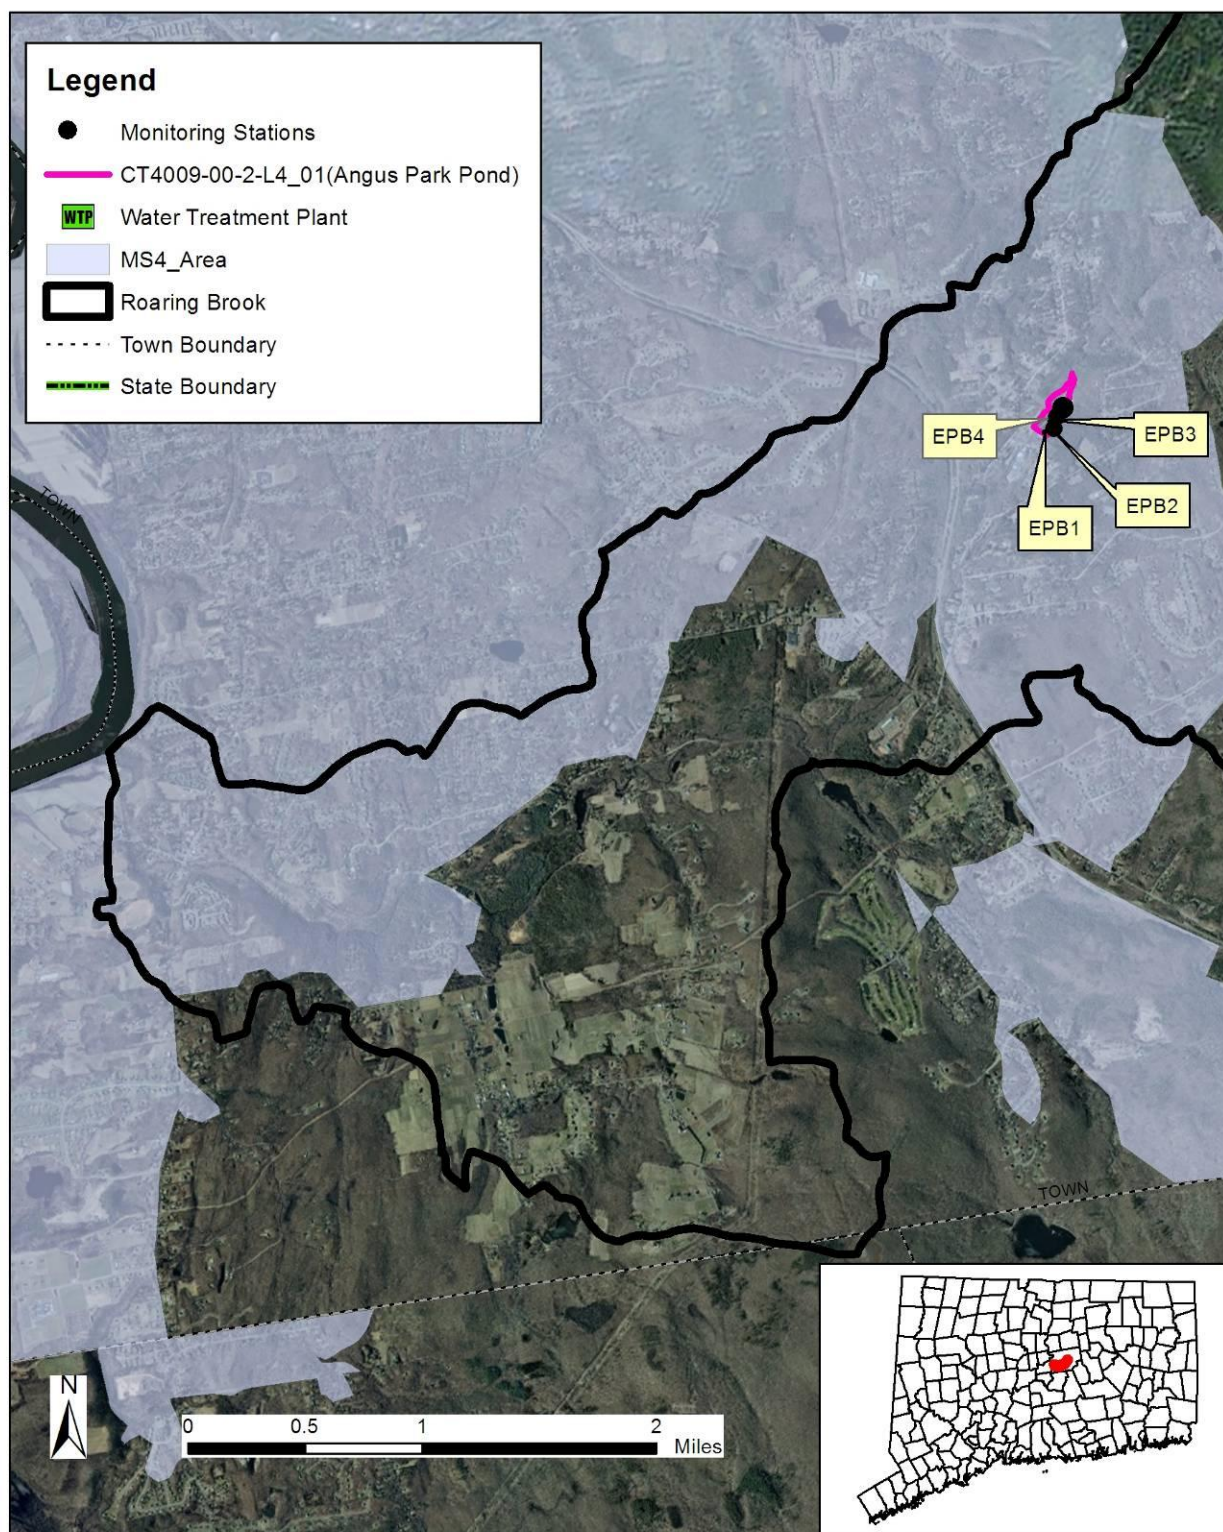 Legend
Monitoring Stations
CT4009-00-2-L4_01(Angus Park Pond)
WTP Water Treatment Plant
MS4_Area
Roaring Brook
Town Boundary
State Boundary
EPB4
EPB3
EPB2
EPB1
TOWN
TOWN
N
0 0.5 1 2
Miles